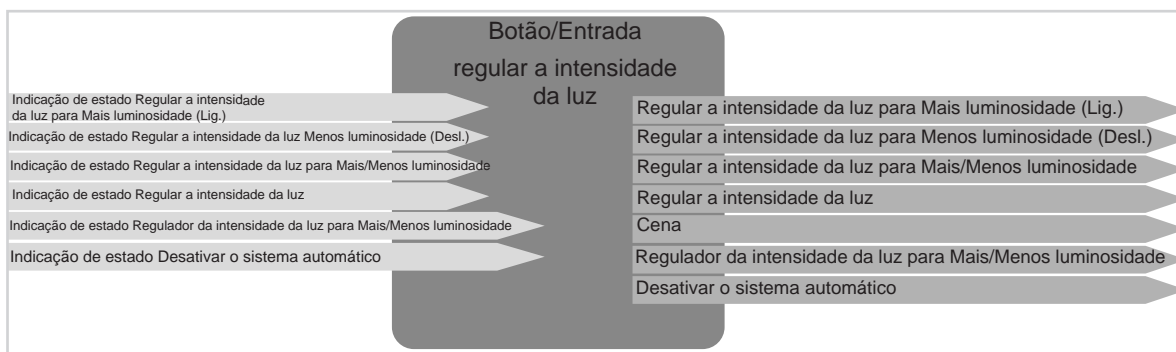 Botão/Entrada
regular a intensidade
da luz
Indicação de estado Regular a intensidade
da luz para Mais luminosidade (Lig.)
Indicação de estado Regular a intensidade da luz Menos luminosidade (Desl.)
Indicação de estado Regular a intensidade da luz para Mais/Menos luminosidade
Indicação de estado Regular a intensidade da luz
Indicação de estado Regulador da intensidade da luz para Mais/Menos luminosidade
Indicação de estado Desativar o sistema automático
Regular a intensidade da luz para Mais luminosidade (Lig.)
Regular a intensidade da luz para Menos luminosidade (Desl.)
Regular a intensidade da luz para Mais/Menos luminosidade
Regular a intensidade da luz
Cena
Regulador da intensidade da luz para Mais/Menos luminosidade
Desativar o sistema automático